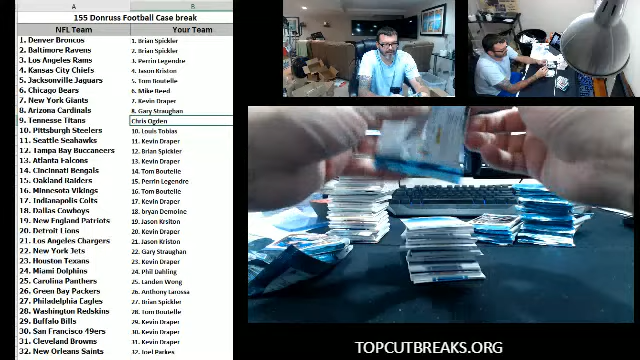 A B
155 Donruss Football Case break
NFL Team Your Team
1. Denver Broncos 1. Brian Spickler
2. Baltimore Ravens 2. Brian Spickler
3. Los Angeles Rams 3. Perrin Legendre
4. Kansas City Chiefs 4. Jason Kriston
5. Jacksonville Jaguars 5. Tom Boutelle
6. Chicago Bears 6. Mike Reed
7. New York Giants 7. Kevin Draper
8. Arizona Cardinals 8. Gary Straughan
9. Tennesse Titans Chris Ogden
10. Pittsburgh Steelers 10. Louis Tobias
11. Seattle Seahawks 11. Kevin Draper
12. Tampa Bay Buccaneers 12. Brian Spickler
13. Atlanta Falcons 13. Kevin Draper
14. Cincinnati Bengals 14. Tom Boutelle
15. Oakland Raiders 15. Perrin Legendre
16. Minnesota Vikings 16. Tom Boutelle
17. Indianapolis Colts 17. Kevin Draper
18. Dallas Cowboys 18. bryan Demoine
19. New England Patriots 19. Jason Kriston
20. Detroit Lions 20. Kevin Draper
21. Los Angeles Chargers 21. Jason Kriston
22. New York Jets 22. Gary Straughan
23. Houston Texans 23. Kevin Draper
24. Miami Dolphins 24. Phil Dahling
25. Carolina Panthers 25. Landen Wong
26. Green Bay Packers 26. Anthony Larossa
27. Philadelphia Eagles 27. Brian Spickler
28. Washington Redskins 28. Tom Boutelle
29. Buffalo Bills 29. Kevin Draper
30. San Francisco 49ers 30. Kevin Draper
31. Cleveland Browns 31. Kevin Draper
32. New Orleans Saints 32. Joel Parkes
TOPCUTBREAKS.ORG